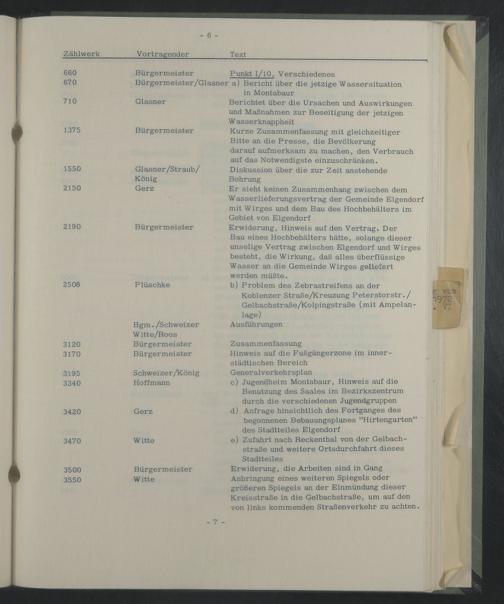 - 6 -
Zählwerk Vortragender Text
660 Bürgermeister Punkt I/10, Verschiedenes
670 Bürgermeister/Glasner a) Bericht über die jetzige Wassersituation
in Montabaur
710 Glasner Berichtet über die Ursachen und Auswirkungen
und Maßnahmen zur Beseitigung der jetzigen
Wasserknappheit
1375 Bürgermeister Kurze Zusammenfassung mit gleichzeitiger
Bitte an die Presse, die Bevölkerung
darauf aufmerksam zu machen, den Verbrauch
auf das Notwendigste einzuschränken.
1550 Glasner/Straub/ Diskussion über die zur Zeit anstehende
König Bohrung
2150 Gerz Er sieht keinen Zusammenhang zwischen dem
Wasserlieferungsvertrag der Gemeinde Elgendorf
mit Wirges und dem Bau des Hochbehälters im
Gebiet von Elgendorf
2190 Bürgermeister Erwiderung, Hinweis auf den Vertrag. Der
Bau eines Hochbehälters hätte, solange dieser
unselige Vertrag zwischen Elgendorf und Wirges
besteht, die Wirkung, daß alles überflüssige
Wasser an die Gemeinde Wirges geliefert
werden müßte.
2508 Plüschke b) Problem des Zebrastreifens an der
Koblenzer Straße/Kreuzung Peterstorstr./
Gelbachstraße/Kolpingstraße (mit Ampelan-
lage)
Bgm./Schweizer Ausführungen
Witte/Roos
3120 Bürgermeister Zusammenfassung
3170 Bürgermeister Hinweis auf die Fußgängerzone im inner-
städtischen Bereich
3195 Schweizer/König Generalverkehrsplan
3340 Hoffmann c) Jugendheim Montabaur, Hinweis auf die
Benutzung des Saales im Bezirkszentrum
durch die verschiedenen Jugendgruppen
3420 Gerz d) Anfrage hinsichtlich des Fortganges des
begonnenen Bebauungsplanes "Hirtengarten"
des Stadtteiles Elgendorf
3470 Witte e) Zufahrt nach Reckenthal von der Gelbach-
straße und weitere Ortsdurchfahrt dieses
Stadtteiles
3500 Bürgermeister Erwiderung, die Arbeiten sind in Gang
3550 Witte Anbringung eines weiteren Spiegels oder
größeren Spiegels an der Einmündung dieser
Kreisstraße in die Gelbachstraße, um auf den
von links kommenden Straßenverkehr zu achten.
- 7 -